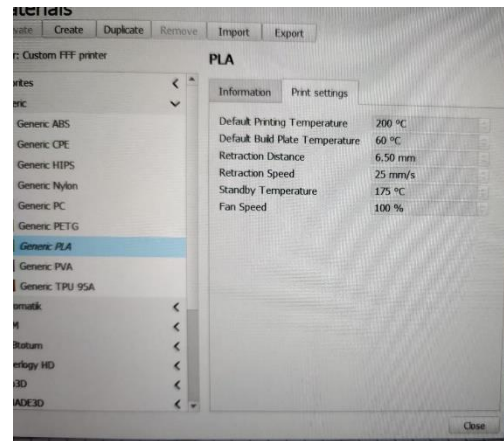 Create Duplicate Remove Import Export
Custom FFF printer
PLA
Information Print settings
Generic ABS
Generic CPE
Generic HIPS
Generic Nylon
Generic PC
Generic PETG
Generic PLA
Generic PVA
Generic TPU 95A
Default Printing Temperature 200 °C
Default Build Plate Temperature 60 °C
Retraction Distance 6.50 mm
Retraction Speed 25 mm/s
Standby Temperature 175 °C
Fan Speed 100 %
Close